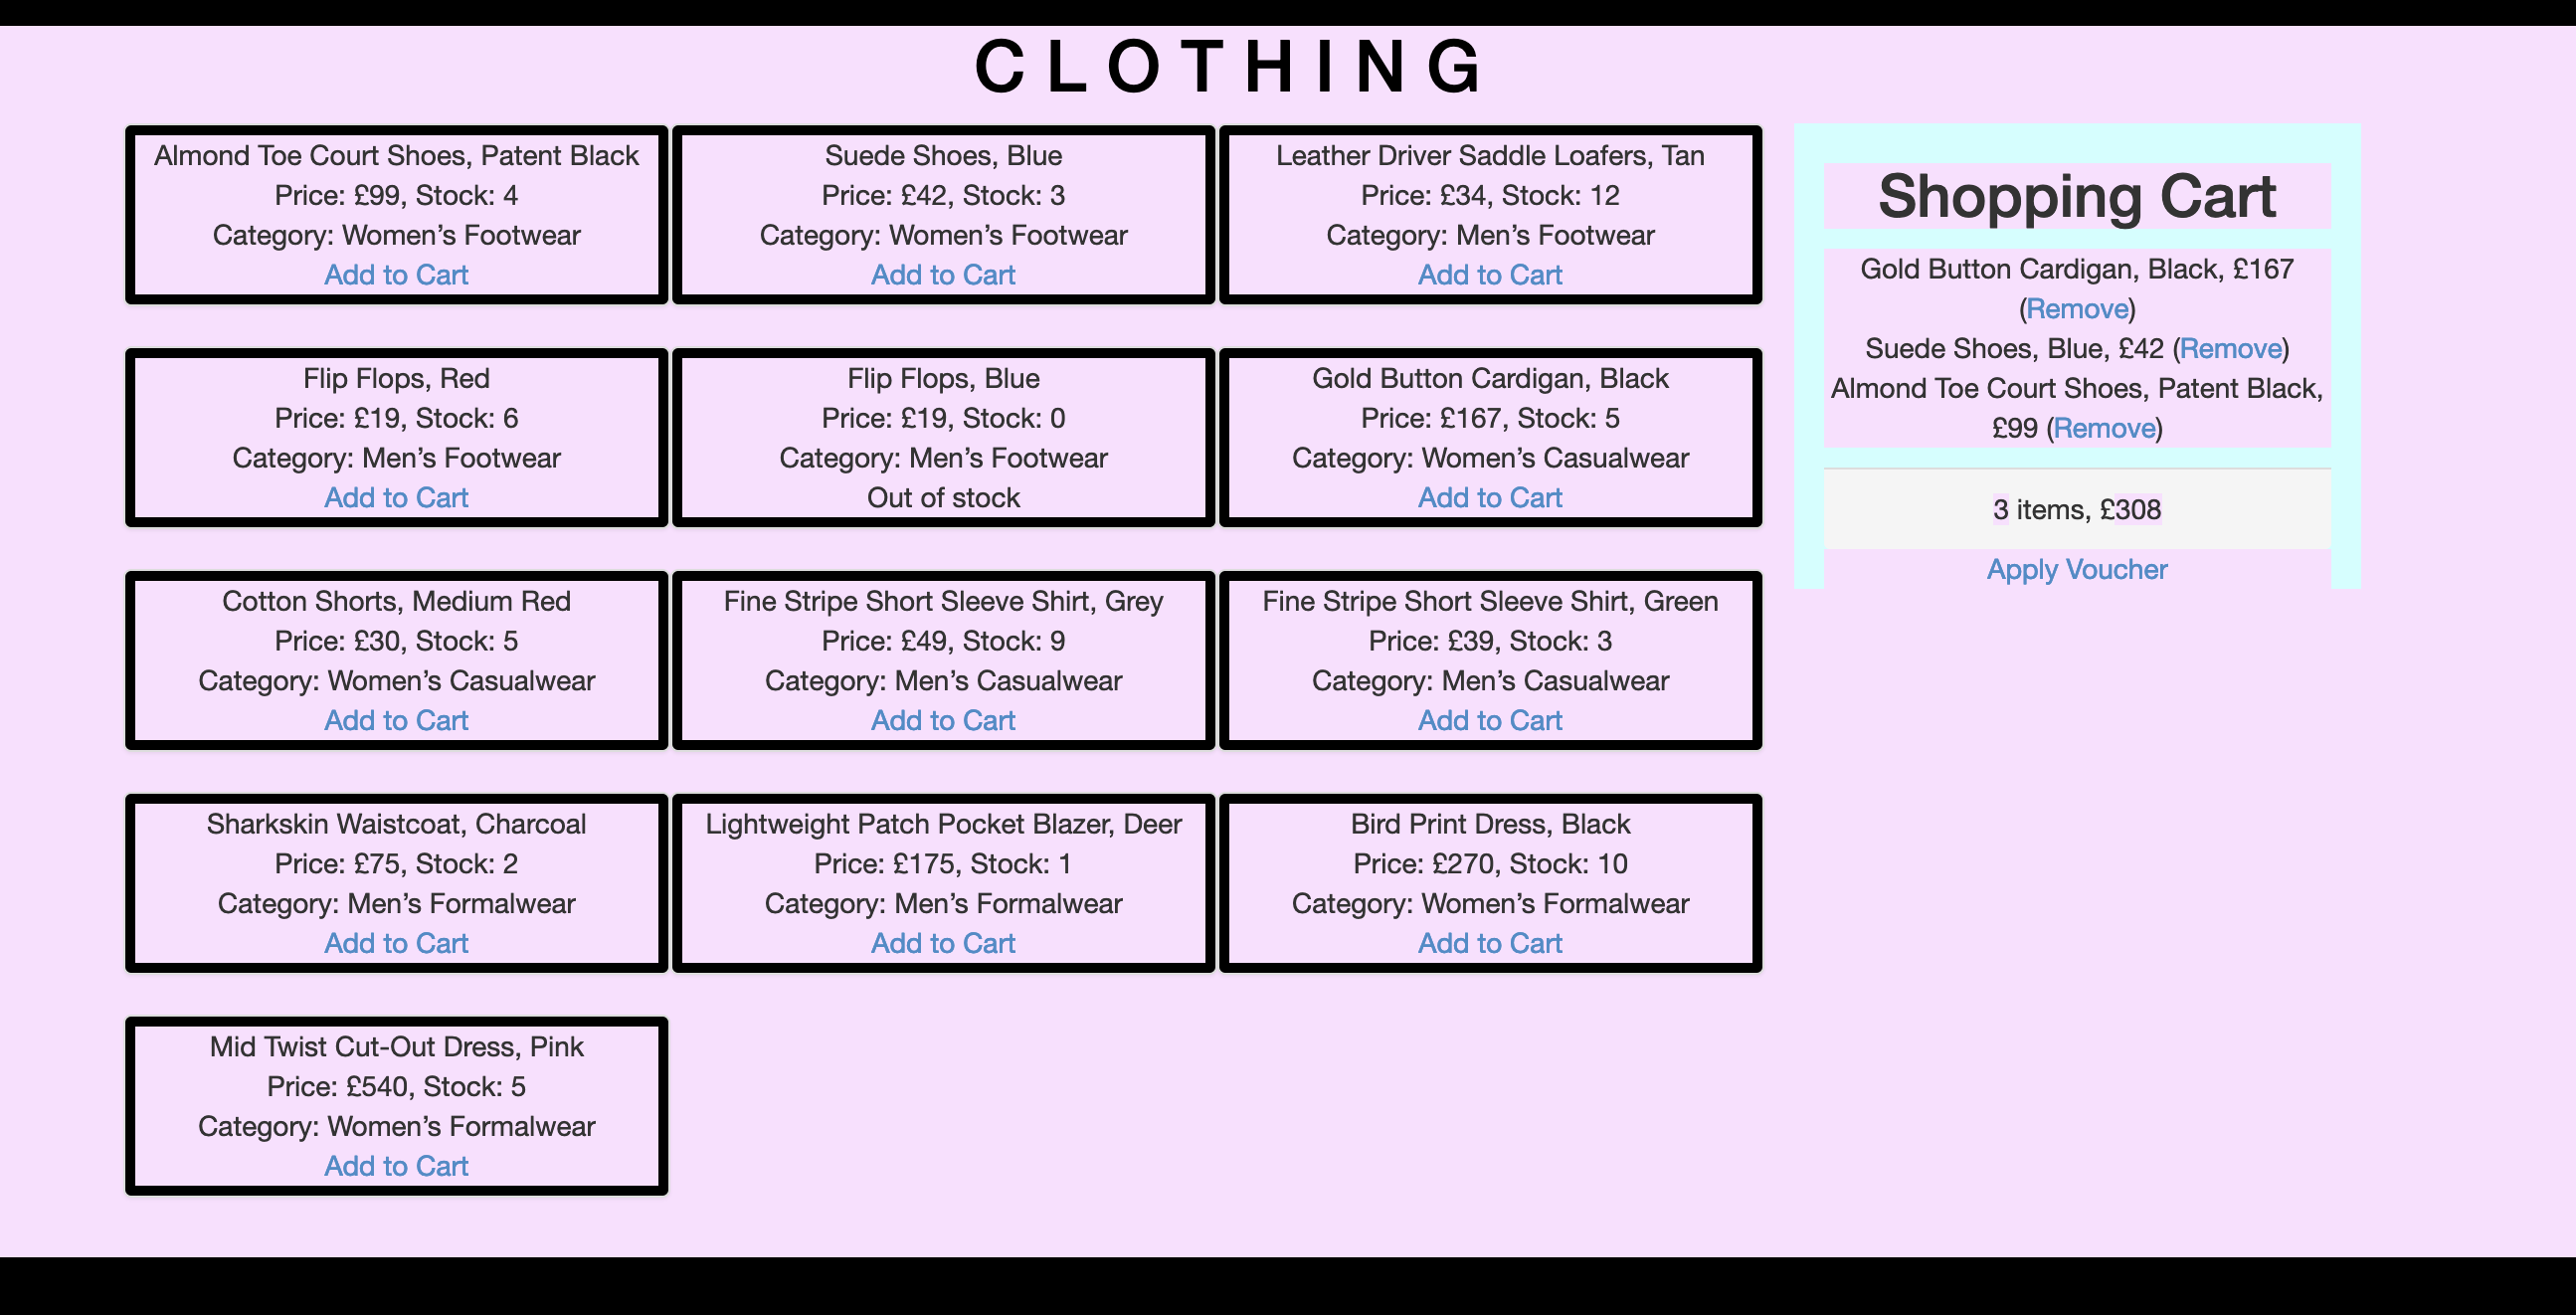 CLOTHING
Almond Toe Court Shoes, Patent Black
Price: £99, Stock: 4
Category: Women’s Footwear
Add to Cart
Suede Shoes, Blue
Price: £42, Stock: 3
Category: Women’s Footwear
Add to Cart
Leather Driver Saddle Loafers, Tan
Price: £34, Stock: 12
Category: Men’s Footwear
Add to Cart
Flip Flops, Red
Price: £19, Stock: 6
Category: Men’s Footwear
Add to Cart
Flip Flops, Blue
Price: £19, Stock: 0
Category: Men’s Footwear
Out of stock
Gold Button Cardigan, Black
Price: £167, Stock: 5
Category: Women’s Casualwear
Add to Cart
Cotton Shorts, Medium Red
Price: £30, Stock: 5
Category: Women’s Casualwear
Add to Cart
Fine Stripe Short Sleeve Shirt, Grey
Price: £49, Stock: 9
Category: Men’s Casualwear
Add to Cart
Fine Stripe Short Sleeve Shirt, Green
Price: £39, Stock: 3
Category: Men’s Casualwear
Add to Cart
Sharkskin Waistcoat, Charcoal
Price: £75, Stock: 2
Category: Men’s Formalwear
Add to Cart
Lightweight Patch Pocket Blazer, Deer
Price: £175, Stock: 1
Category: Men’s Formalwear
Add to Cart
Bird Print Dress, Black
Price: £270, Stock: 10
Category: Women’s Formalwear
Add to Cart
Mid Twist Cut-Out Dress, Pink
Price: £540, Stock: 5
Category: Women’s Formalwear
Add to Cart
Shopping Cart
Gold Button Cardigan, Black, £167
(Remove)
Suede Shoes, Blue, £42 (Remove)
Almond Toe Court Shoes, Patent Black,
£99 (Remove)
3 items, £308
Apply Voucher